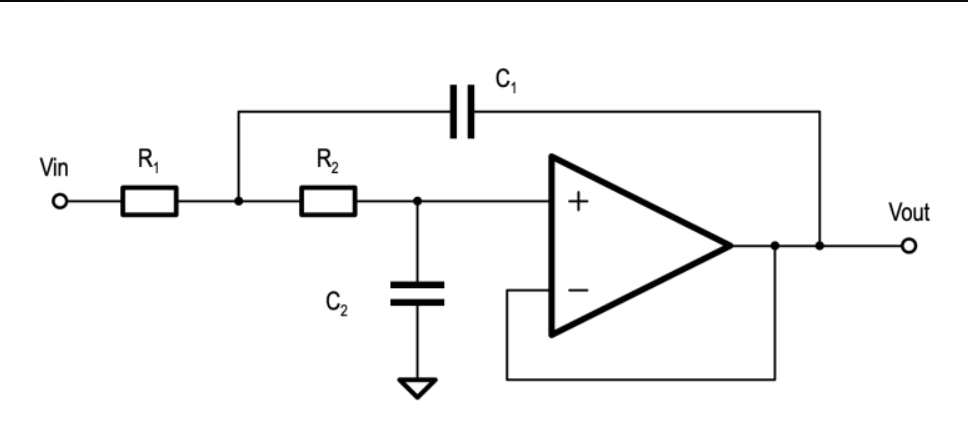 C₁
Vin
R₁
R₂
+
Vout
−
C₂